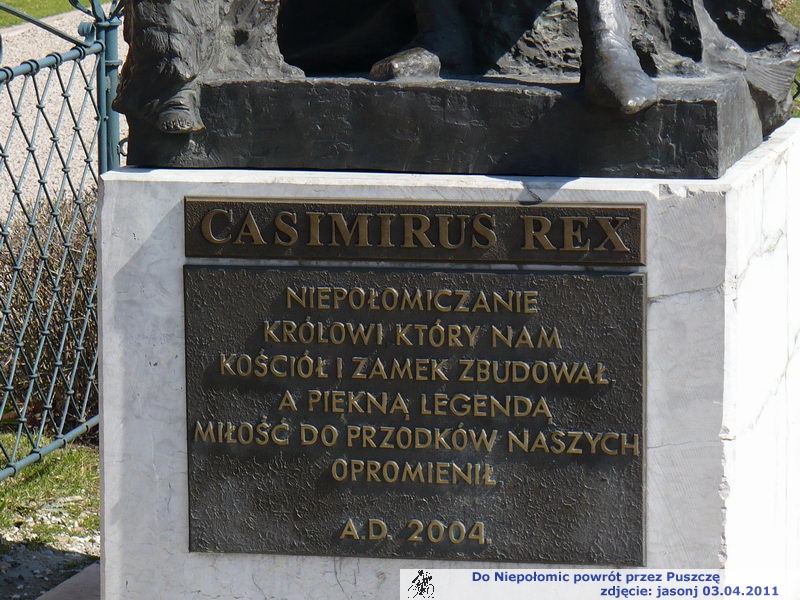 CASIMIRUS REX
NIEPOŁOMICZANIE
KRÓLOWI KTÓRY NAM
KOŚCIÓŁ I ZAMEK ZBUDOWAŁ
A PIĘKNĄ LEGENDĄ
MIŁOŚĆ DO PRZODKÓW NASZYCH
OPROMIENIŁ
A.D. 2004.
Do Niepołomic powrót przez Puszczę
zdjęcie: jasonj 03.04.2011